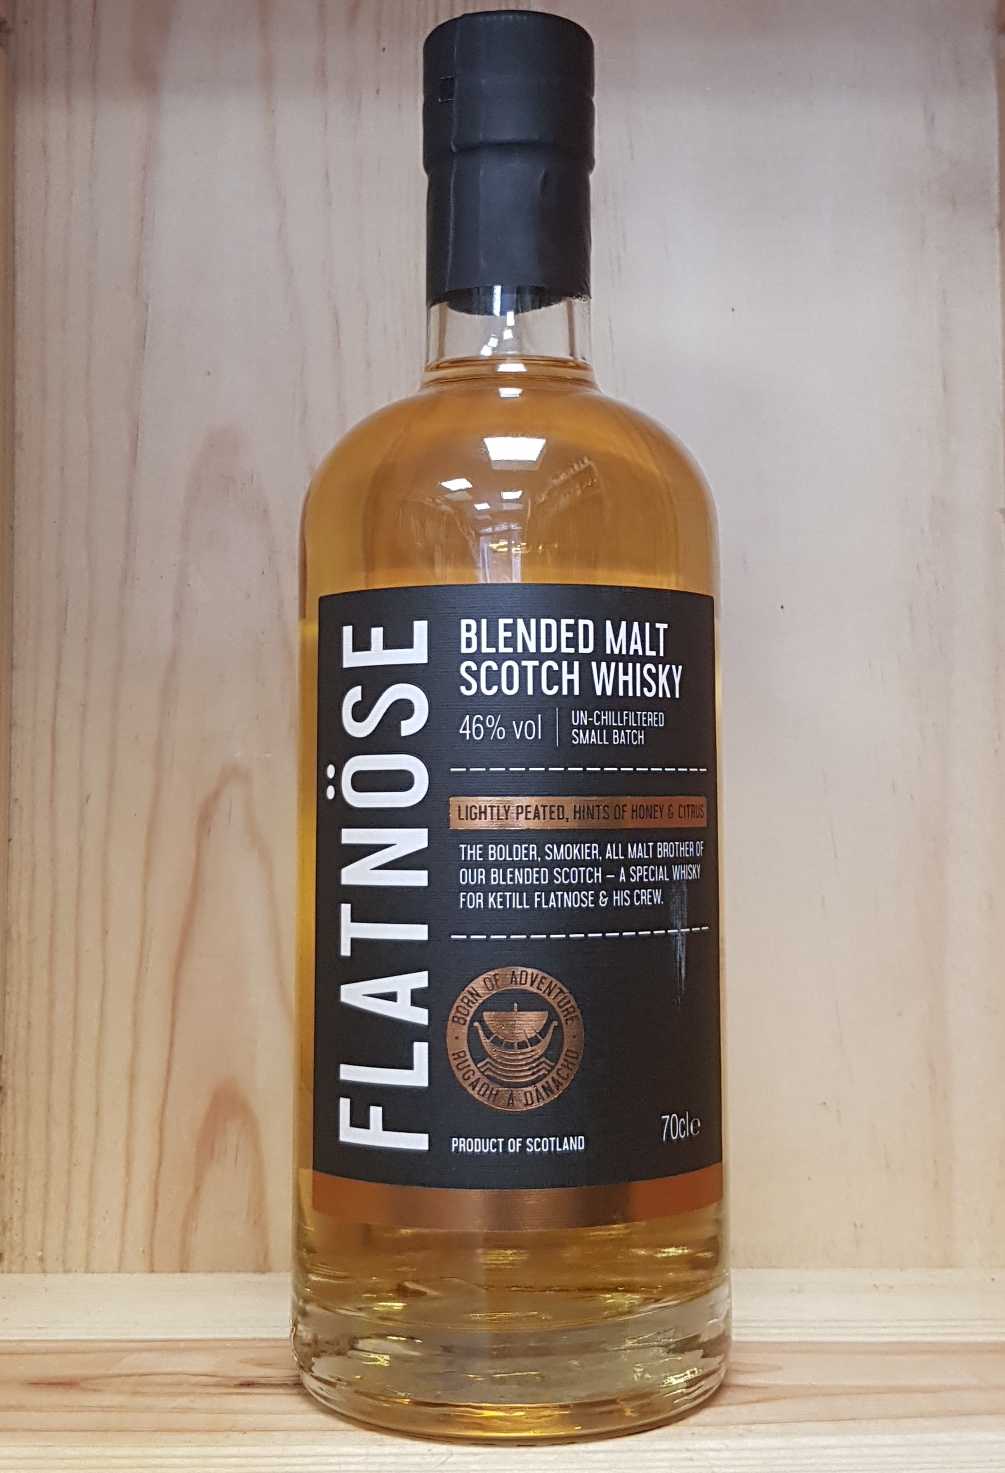 FLATNÖSE
BLENDED MALT
SCOTCH WHISKY
46% vol
UN-CHILLFILTERED
SMALL BATCH
LIGHTLY PEATED, HINTS OF HONEY & CITRUS
THE BOLDER, SMOKIER, ALL MALT BROTHER OF
OUR BLENDED SCOTCH – A SPECIAL WHISKY
FOR KETILL FLATNOSE & HIS CREW.
BORN OF ADVENTURE
RUGADH À DÀNACHD
PRODUCT OF SCOTLAND
70cl℮